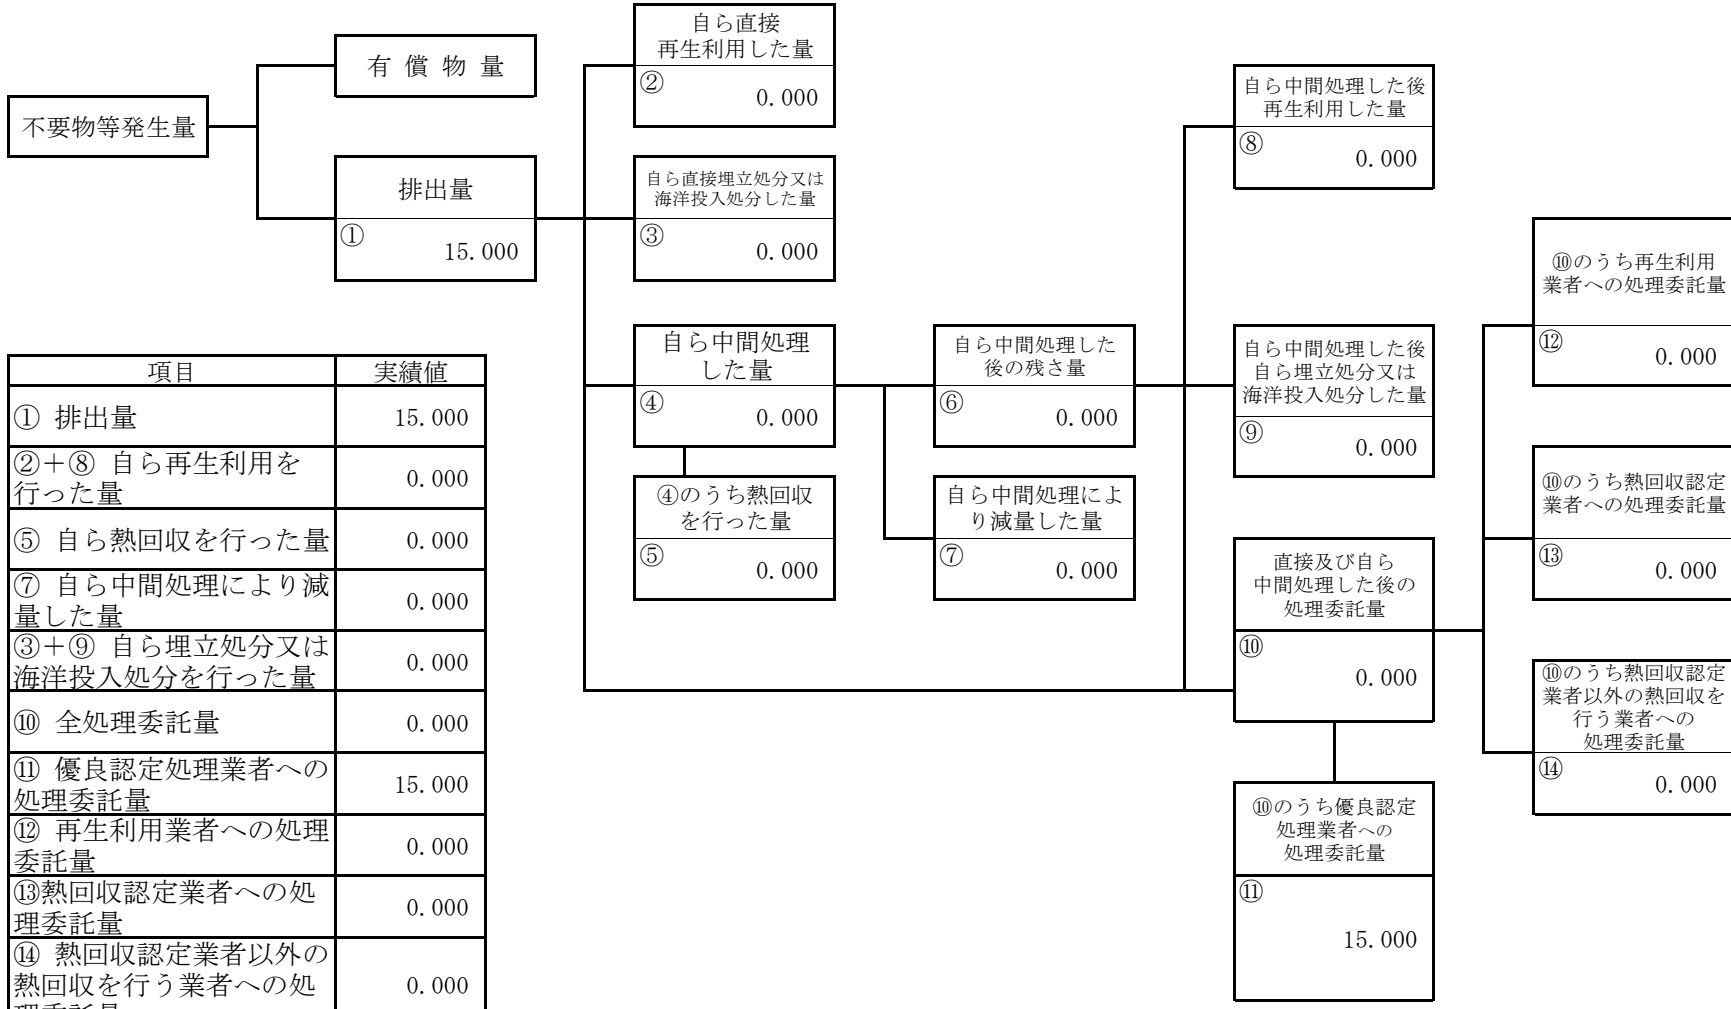 自ら直接
再生利用した量
②
0.000
有 償 物 量
不要物等発生量
排出量
①
15.000
自ら直接埋立処分又は
海洋投入処分した量
③
0.000
自ら中間処理した後
再生利用した量
⑧
0.000
⑩のうち再生利用
業者への処理委託量
⑫
0.000
自ら中間処理
した量
④
0.000
自ら中間処理した
後の残さ量
⑥
0.000
自ら中間処理した後
自ら埋立処分又は
海洋投入処分した量
⑨
0.000
④のうち熱回収
を行った量
⑤
0.000
自ら中間処理によ
り減量した量
⑦
0.000
⑩のうち熱回収認定
業者への処理委託量
⑬
0.000
直接及び自ら
中間処理した後の
処理委託量
⑩
0.000
⑩のうち熱回収認定
業者以外の熱回収を
行う業者への
処理委託量
⑭
0.000
⑩のうち優良認定
処理業者への
処理委託量
⑪
15.000
項目 実績値
① 排出量 15.000
②＋⑧ 自ら再生利用を
行った量 0.000
⑤ 自ら熱回収を行った量 0.000
⑦ 自ら中間処理により減
量した量 0.000
③＋⑨ 自ら埋立処分又は
海洋投入処分を行った量 0.000
⑩ 全処理委託量 0.000
⑪ 優良認定処理業者への
処理委託量 15.000
⑫ 再生利用業者への処理
委託量 0.000
⑬熱回収認定業者への処
理委託量 0.000
⑭ 熱回収認定業者以外の
熱回収を行う業者への処 0.000